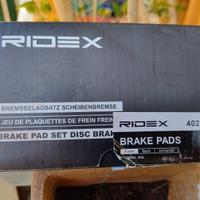 RIDEX
BREMSBELAGSATZ SCHEIBENBREMSE
JEU DE PLAQUETTES DE FREIN FREIN
BRAKE PAD SET DISC BRAK
RIDEX 402
BRAKE PADS